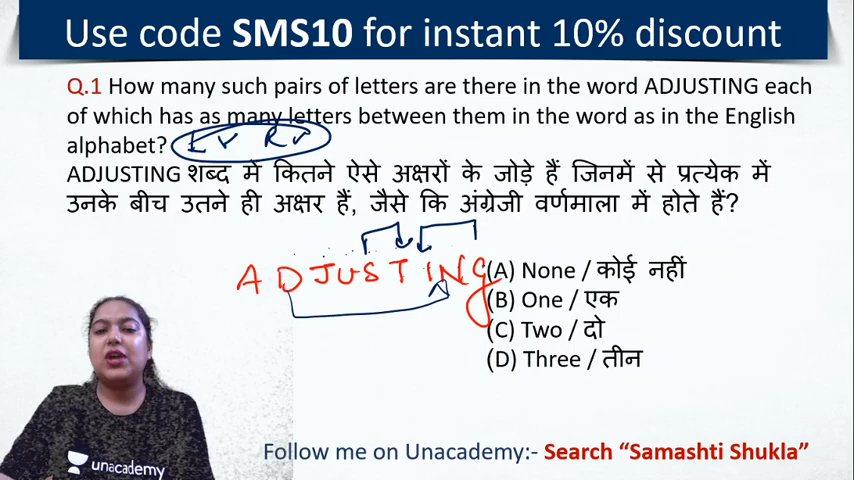 Use code SMS10 for instant 10% discount
Q.1 How many such pairs of letters are there in the word ADJUSTING each
of which has as many letters between them in the word as in the English
alphabet? L✓ R✓
ADJUSTING शब्द में कितने ऐसे अक्षरों के जोड़े हैं जिनमें से प्रत्येक में
उनके बीच उतने ही अक्षर हैं, जैसे कि अंग्रेजी वर्णमाला में होते हैं?
ADJUSTINg
(A) None / कोई नहीं
(B) One / एक
(C) Two / दो
(D) Three / तीन
unacademy
Follow me on Unacademy:- Search “Samashti Shukla”